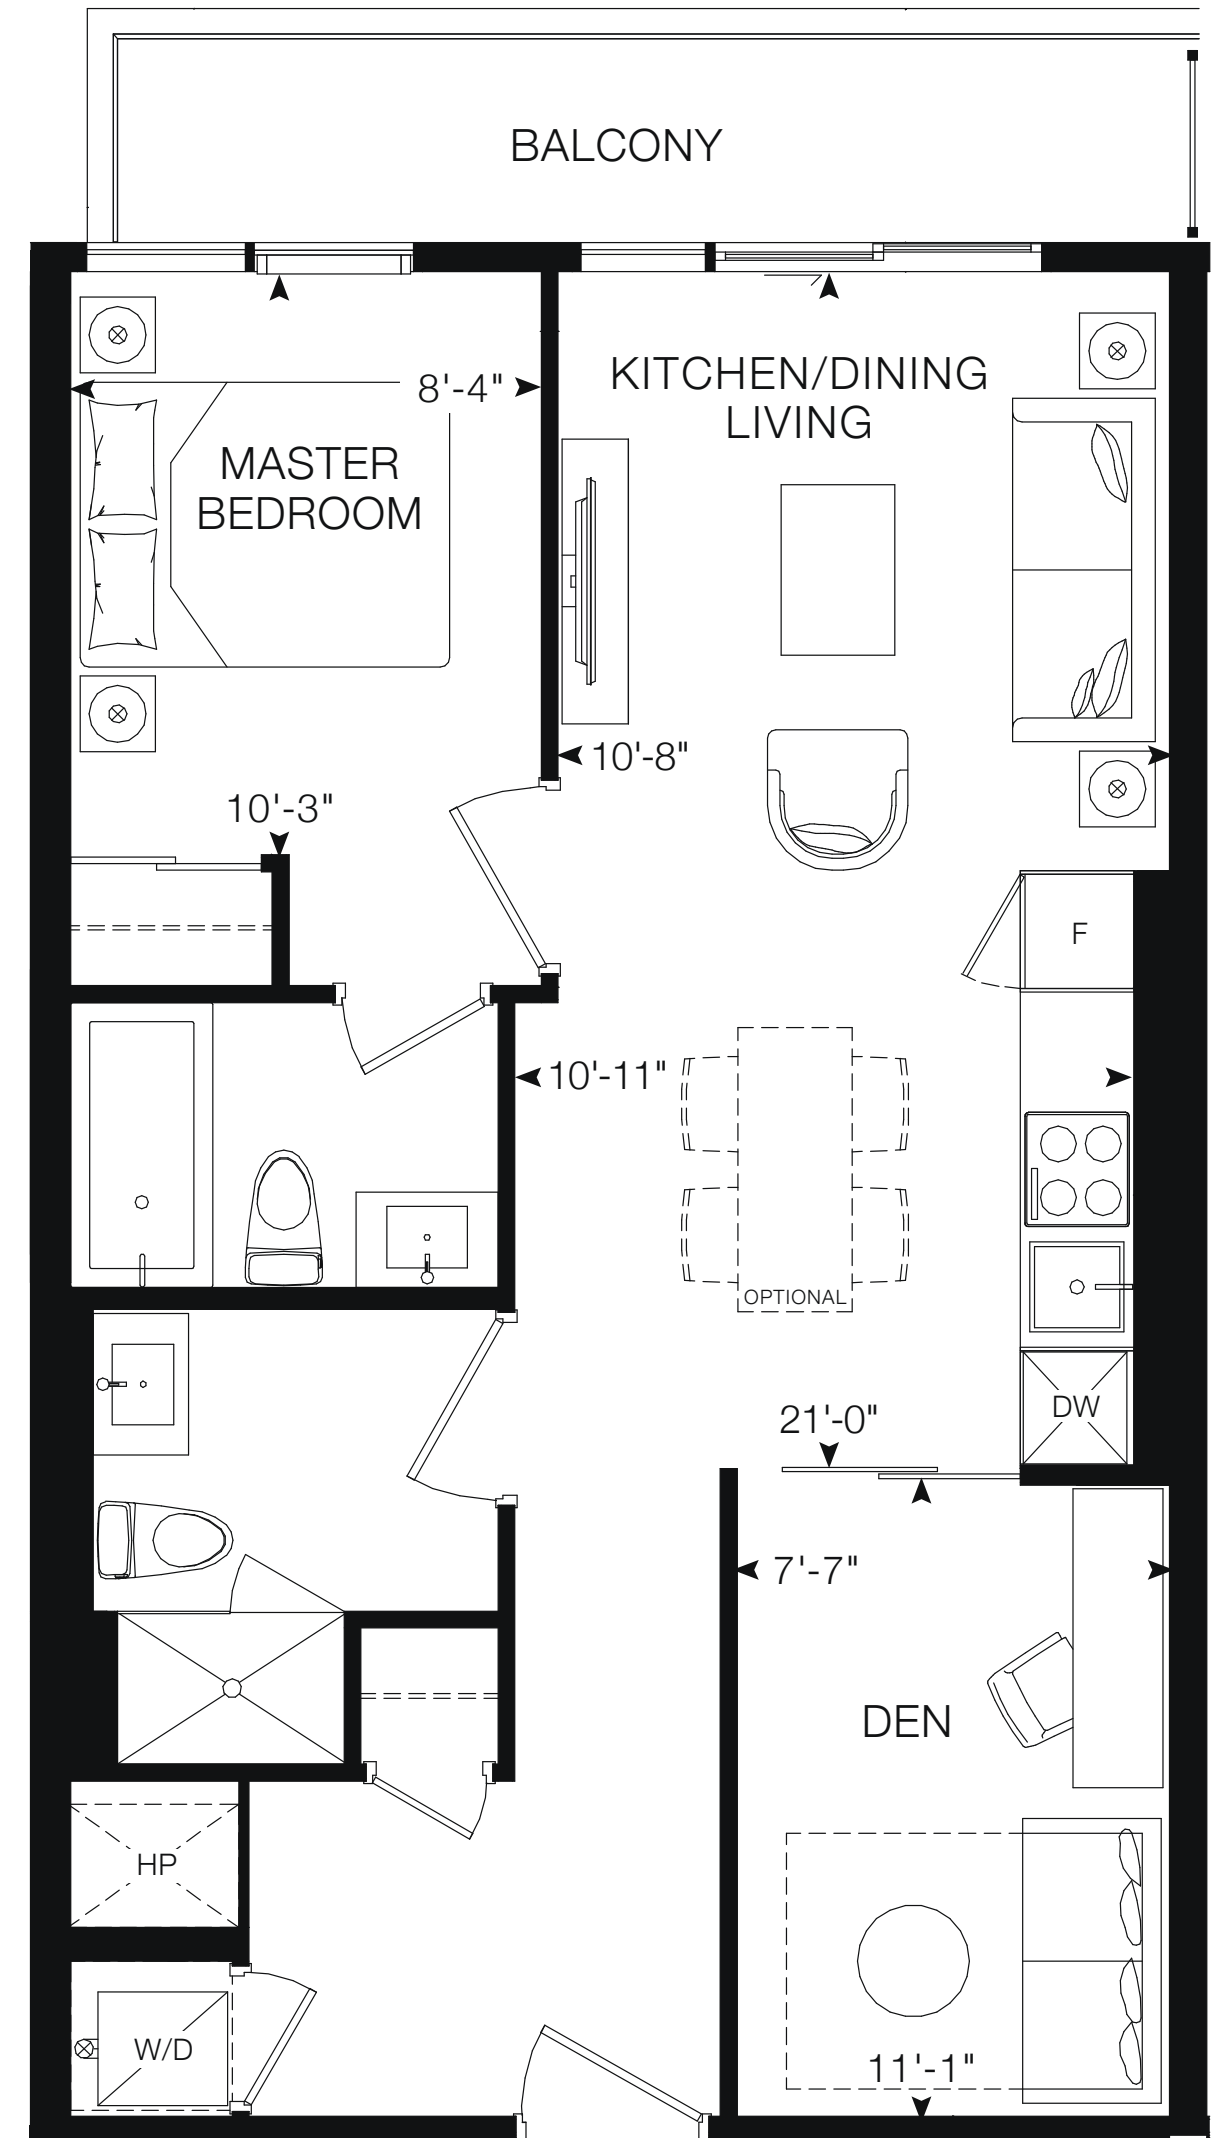 BALCONY
KITCHEN/DINING
LIVING
8'-4"
MASTER
BEDROOM
10'-8"
10'-3"
F
10'-11"
OPTIONAL
DW
21'-0"
7'-7"
DEN
HP
W/D
11'-1"